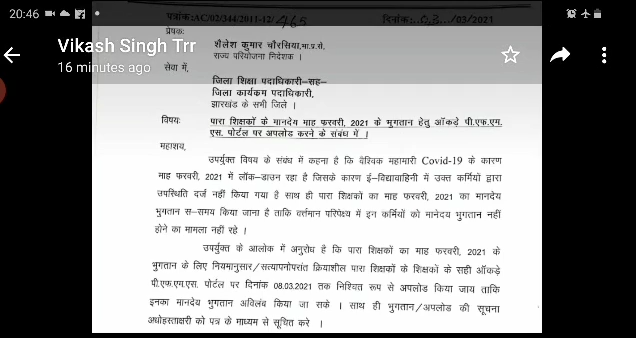 20:46
Vikash Singh Trr
16 minutes ago
पत्रांक:AC/02/344/2011-12/ 465 दिनांक:...03.../03/2021
प्रेषक:
शैलेश कुमार चौरसिया,भा.प्र.से.
राज्य परियोजना निदेशक ।
सेवा में,
जिला शिक्षा पदाधिकारी–सह–
जिला कार्यकम पदाधिकारी,
झारखंड के सभी जिले ।
विषयः पारा शिक्षकों के मानदेय माह फरवरी, 2021 के भुगतान हेतु आँकड़े पी.एफ.एम.
एस. पोर्टल पर अपलोड करने के संबंध में ।
महाशय,
उपर्युक्त विषय के संबंध में कहना है कि वैश्विक महामारी Covid-19 के कारण
माह फरवरी, 2021 में लॉक–डाउन रहा है जिसके कारण ई–विद्यावाहिनी में उक्त कर्मियों द्वारा
उपस्थिति दर्ज नहीं किया गया है साथ ही पारा शिक्षकों का माह फरवरी, 2021 का मानदेय
भुगतान स–समय किया जाना है ताकि वर्त्तमान परिपेक्ष्य में इन कर्मियों को मानेदय भुगतान नहीं
होने का मामला नहीं रहे ।
उपर्युक्त के आलोक में अनुरोध है कि पारा शिक्षकों का माह फरवरी, 2021 के
भुगतान के लिए नियमानुसार/सत्यापनोपरांत क्रियाशील पारा शिक्षकों के शिक्षकों के सही आँकड़े
पी.एफ.एम.एस. पोर्टल पर दिनांक 08.03.2021 तक निश्चित रूप से अपलोड किया जाय ताकि
इनका मानदेय भुगतान अविलंब किया जा सके । साथ ही भुगतान/अपलोड की सूचना
अधोहस्ताक्षरी को पत्र के माध्यम से सूचित करे ।